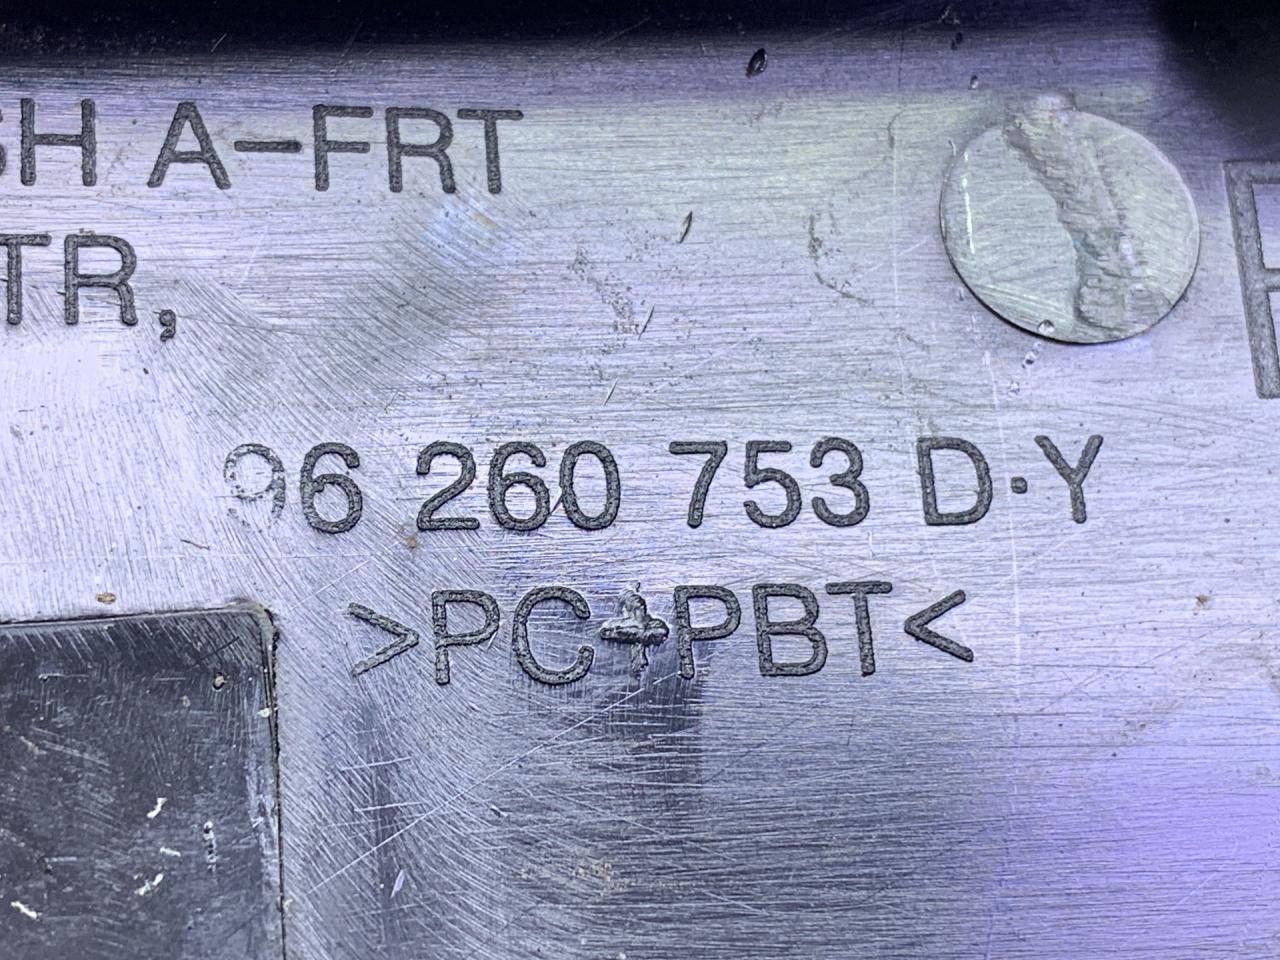 SH A-FRT
TR,
96 260 753 D·Y
>PC+PBT<